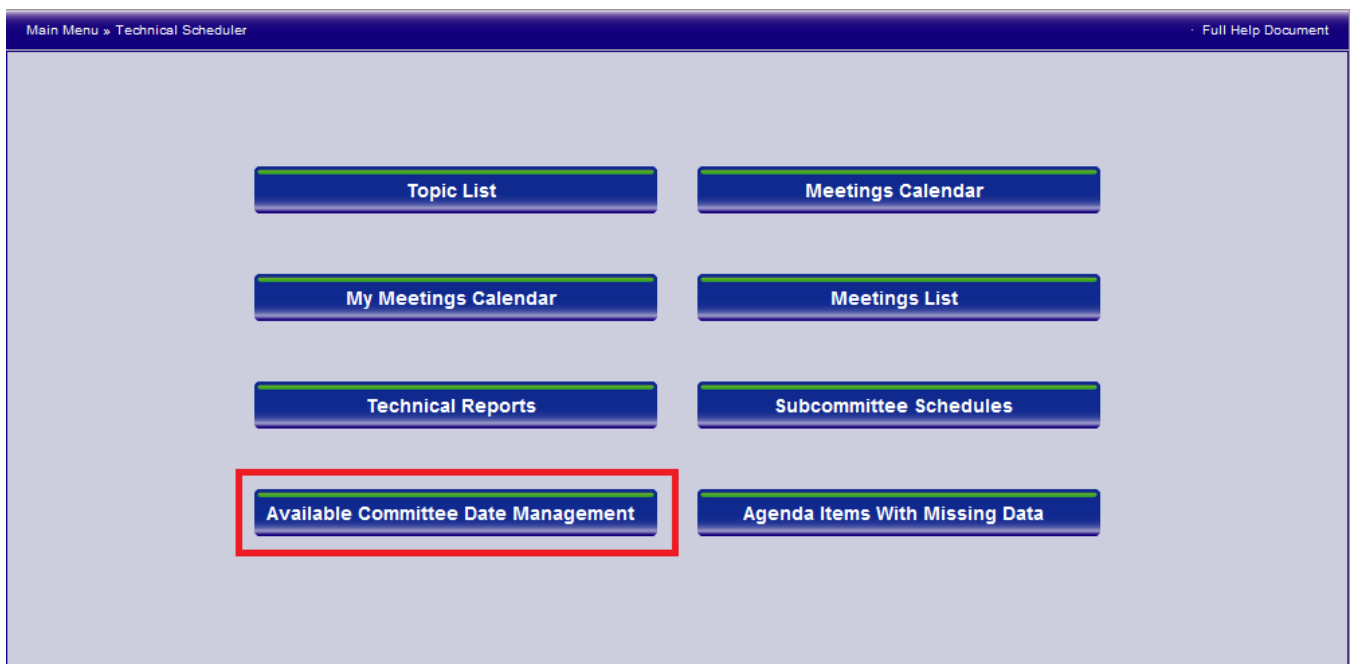 Main Menu » Technical Scheduler
· Full Help Document
Topic List
Meetings Calendar
My Meetings Calendar
Meetings List
Technical Reports
Subcommittee Schedules
Available Committee Date Management
Agenda Items With Missing Data